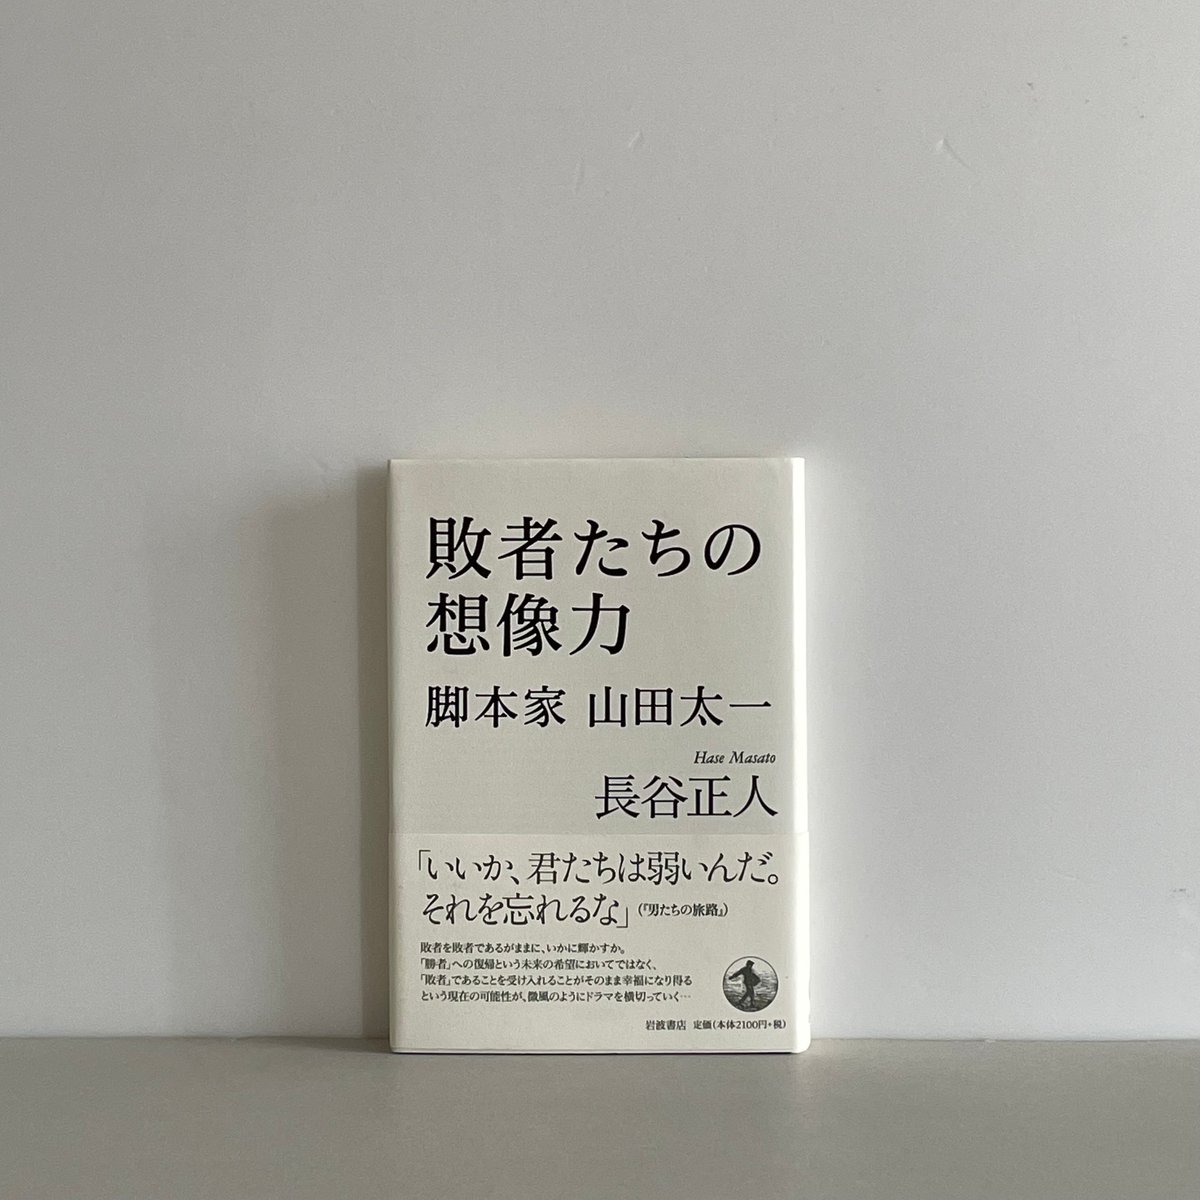 敗者たちの
想像力
脚本家 山田太一
Hase Masato
長谷正人
「いいか、君たちは弱いんだ。
それを忘れるな」(『男たちの旅路』)
敗者を敗者であるがままに、いかに輝かすか。
「勝者」への復帰という未来の希望においてではなく、
「敗者」であることを受け入れることがそのまま幸福になり得る
という現在の可能性が、微風のようにドラマを横切っていく…
岩波書店 定価(本体2100円+税)